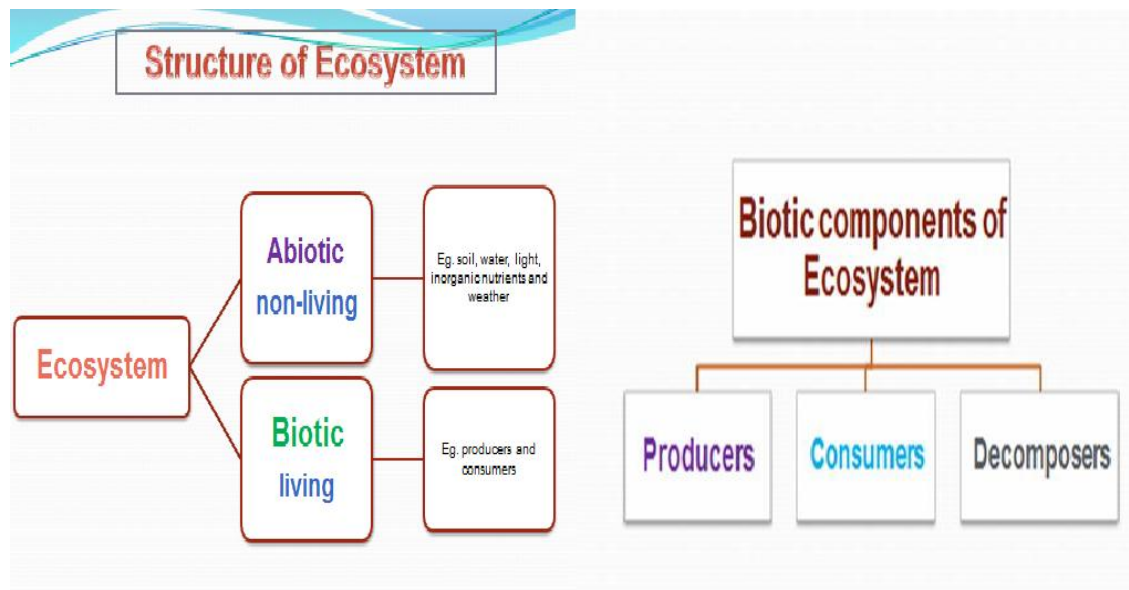 Structure of Ecosystem
Ecosystem
Abiotic
non-living
Eg. soil, water, light,
inorganic nutrients and
weather
Biotic
living
Eg. producers and
consumers
Biotic components of
Ecosystem
Producers
Consumers
Decomposers